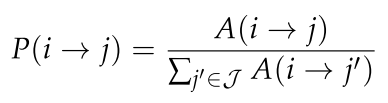 P(i → j) = A(i → j) / ∑_{j′∈𝒥} A(i → j′)